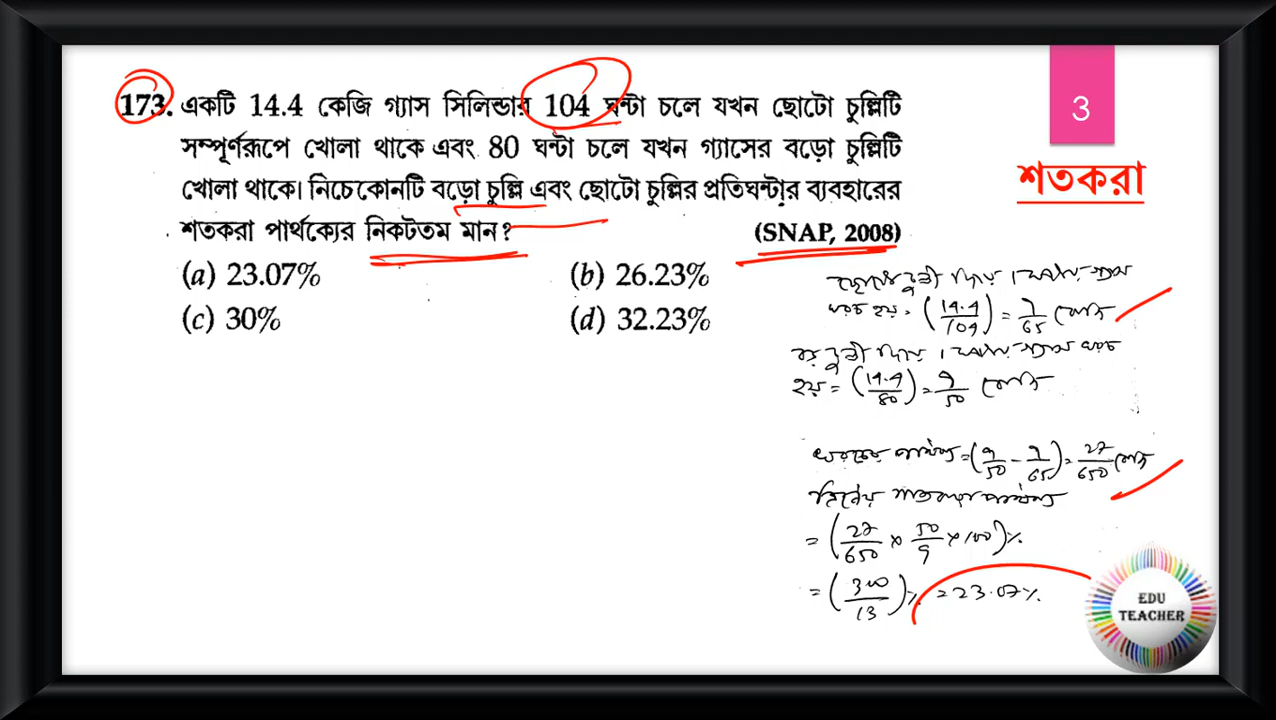 173. একটি 14.4 কেজি গ্যাস সিলিন্ডার 104 ঘন্টা চলে যখন ছোটো চুল্লিটি
সম্পূর্ণরূপে খোলা থাকে এবং 80 ঘন্টা চলে যখন গ্যাসের বড়ো চুল্লিটি
খোলা থাকে। নিচেকোনটি বড়ো চুল্লি এবং ছোটো চুল্লির প্রতিঘন্টার ব্যবহারের
শতকরা পার্থক্যের নিকটতম মান?
(SNAP, 2008)
(a) 23.07% (b) 26.23%
(c) 30% (d) 32.23%
3
শতকরা
= (14.4/104) = 9/65
হয় = (14.4/80) = 9/50
= (9/50 - 9/65) = 27/650
= (27/650 × 50/9 × 100)%
= (300/13)% = 23.07%
EDU
TEACHER